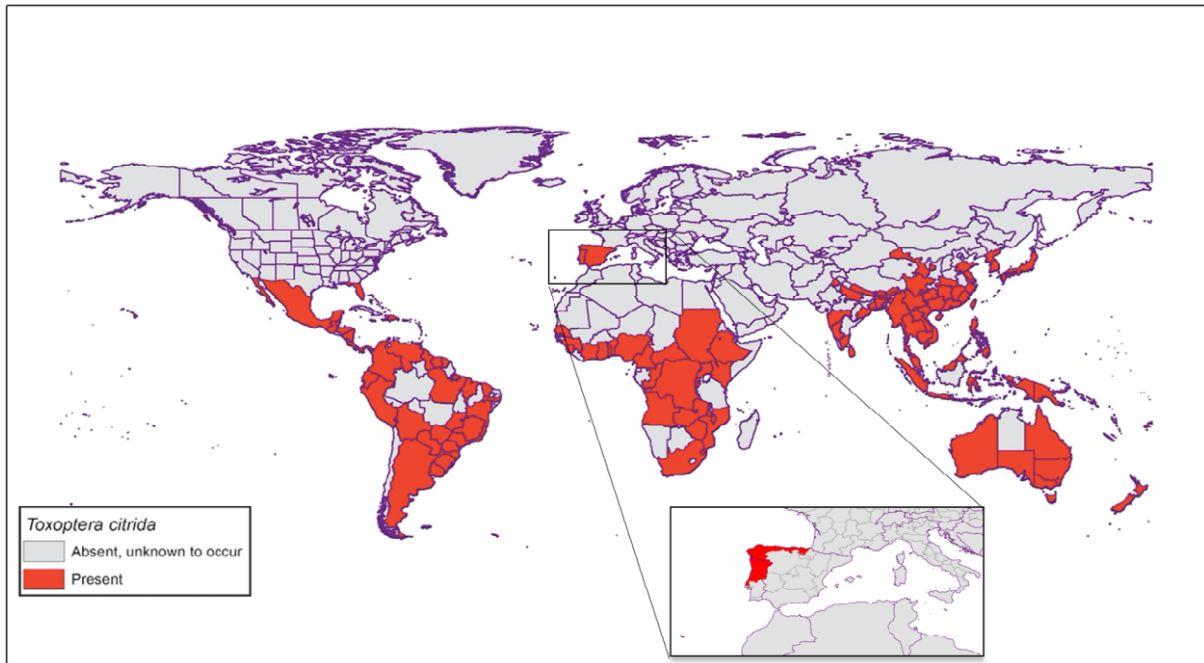 Toxoptera citrida
Absent, unknown to occur
Present